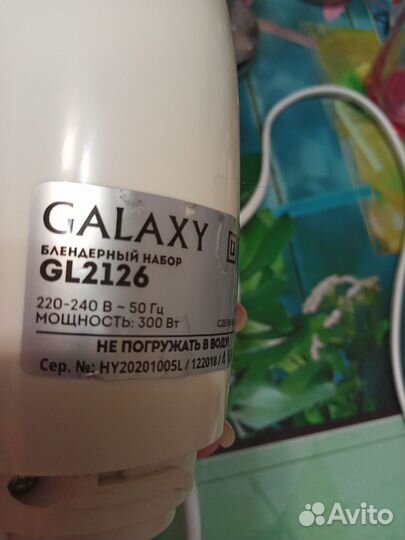 GALAXY
БЛЕНДЕРНЫЙ НАБОР
GL2126
220-240 В ~ 50 Гц
МОЩНОСТЬ: 300 Вт
НЕ ПОГРУЖАТЬ В ВОДУ
Сер. №: HY20201005L / 122018 /
Avito